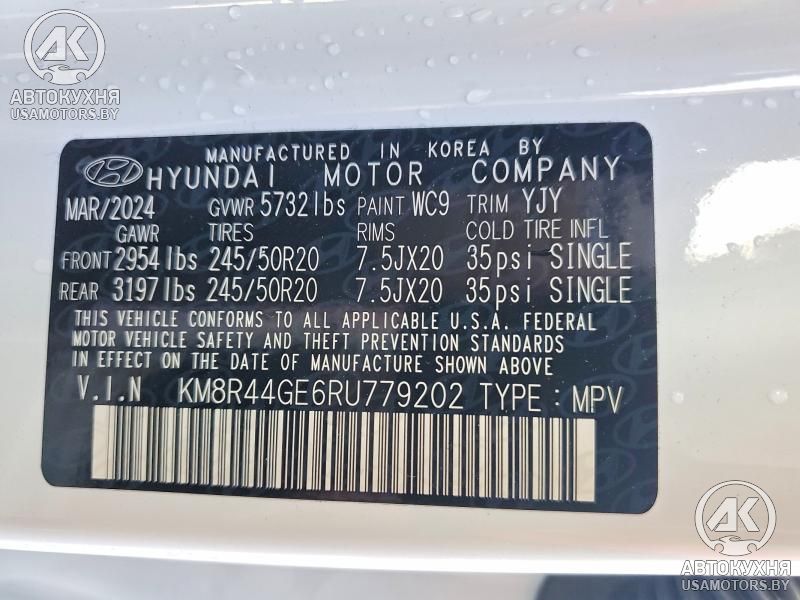 AK
АВТОКУХНЯ
USAMOTORS.BY
MANUFACTURED IN KOREA BY
HYUNDAI MOTOR COMPANY
MAR/2024 GVWR 5732lbs PAINT WC9 TRIM YJY
GAWR TIRES RIMS COLD TIRE INFL
FRONT 2954lbs 245/50R20 7.5JX20 35psi SINGLE
REAR 3197lbs 245/50R20 7.5JX20 35psi SINGLE
THIS VEHICLE CONFORMS TO ALL APPLICABLE U.S.A. FEDERAL
MOTOR VEHICLE SAFETY AND THEFT PREVENTION STANDARDS
IN EFFECT ON THE DATE OF MANUFACTURE SHOWN ABOVE
V.I.N KM8R44GE6RU779202 TYPE : MPV
AK
АВТОКУХНЯ
USAMOTORS.BY